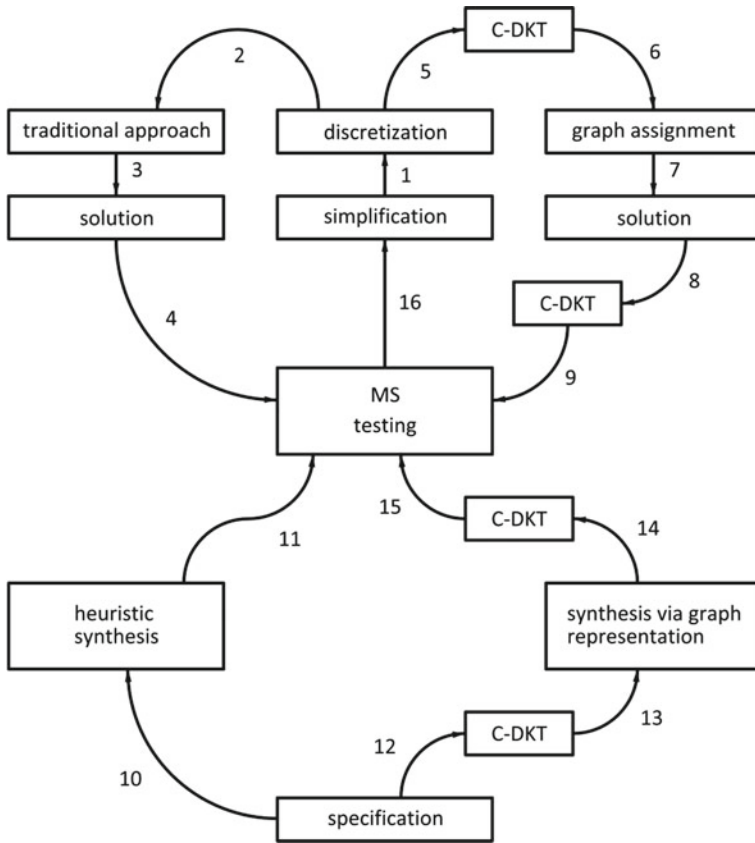 C-DKT
2
5
6
traditional approach
discretization
graph assignment
3
1
7
solution
simplification
solution
8
4
16
C-DKT
9
MS
testing
15
C-DKT
11
14
heuristic
synthesis
synthesis via graph
representation
12
C-DKT
13
10
specification